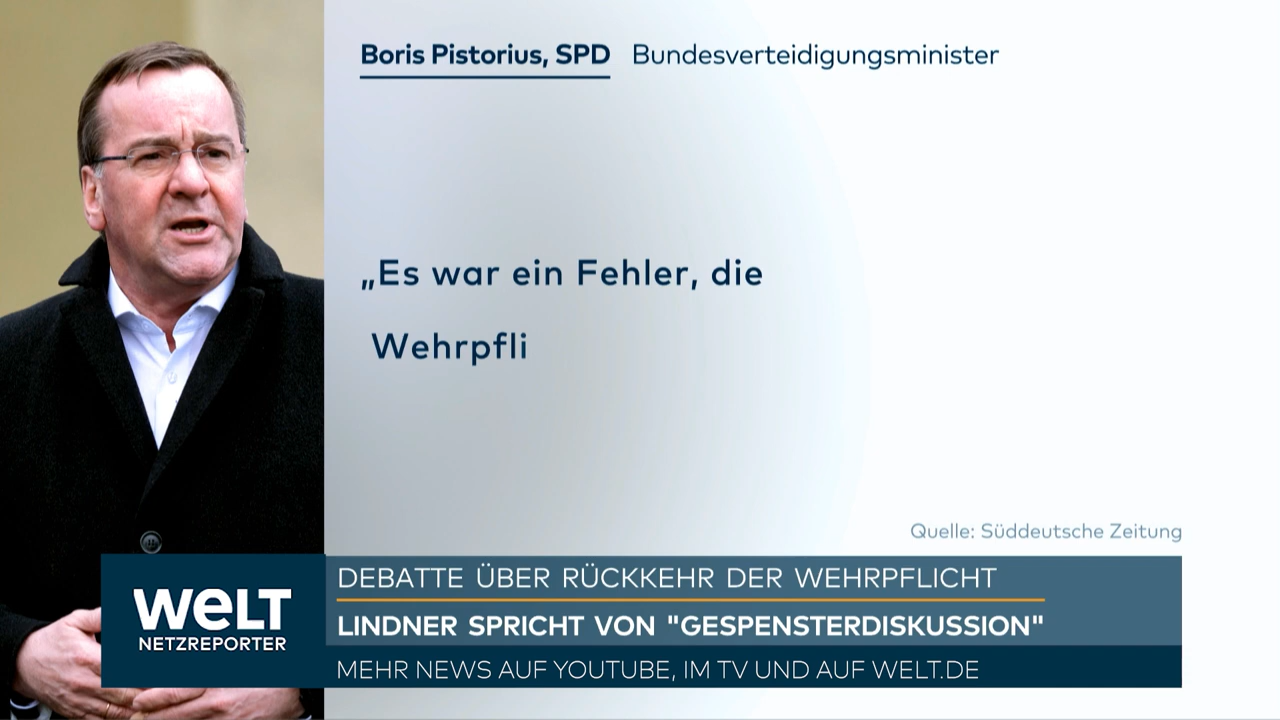 Boris Pistorius, SPD Bundesverteidigungsminister
„Es war ein Fehler, die
Wehrpfli
Quelle: Süddeutsche Zeitung
DEBATTE ÜBER RÜCKKEHR DER WEHRPFLICHT
LINDNER SPRICHT VON "GESPENSTERDISKUSSION"
MEHR NEWS AUF YOUTUBE, IM TV UND AUF WELT.DE
WELT
NETZREPORTER